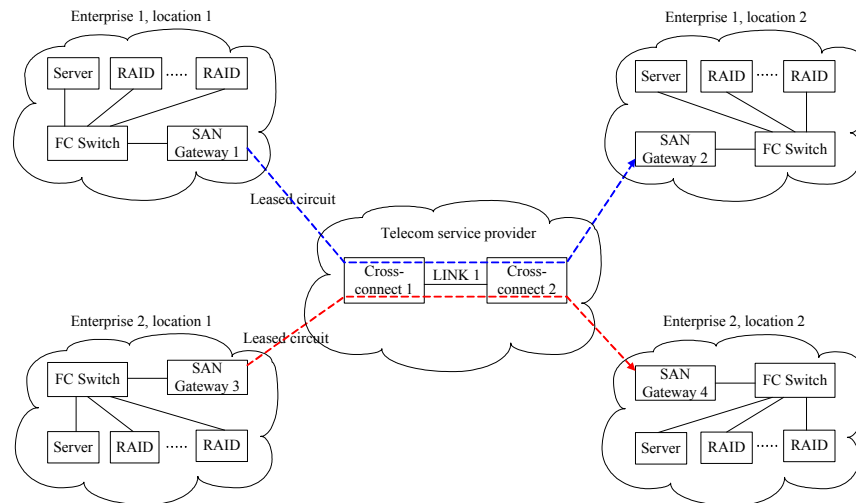 Enterprise 1, location 1
Server
RAID
.....
RAID
FC Switch
SAN
Gateway 1
Enterprise 1, location 2
Server
RAID
.....
RAID
SAN
Gateway 2
FC Switch
Leased circuit
Telecom service provider
Cross-
connect 1
LINK 1
Cross-
connect 2
Leased circuit
Enterprise 2, location 1
FC Switch
SAN
Gateway 3
Server
RAID
.....
RAID
Enterprise 2, location 2
SAN
Gateway 4
FC Switch
Server
RAID
.....
RAID